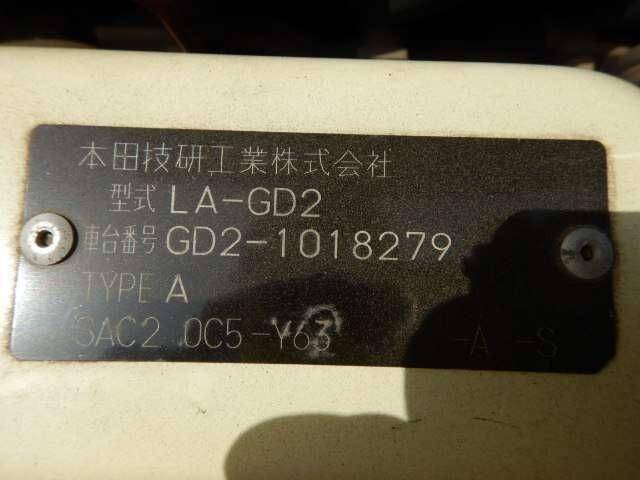 本田技研工業株式会社
型式 LA-GD2
車台番号 GD2-1018279
TYPE A
SAC2 0C5-Y63 -A -S